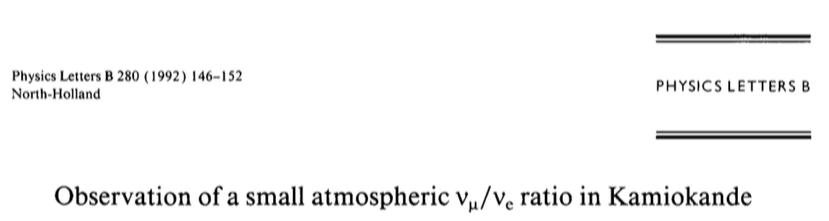 Physics Letters B 280 (1992) 146–152
North-Holland
PHYSICS LETTERS B
Observation of a small atmospheric νμ/νe ratio in Kamiokande